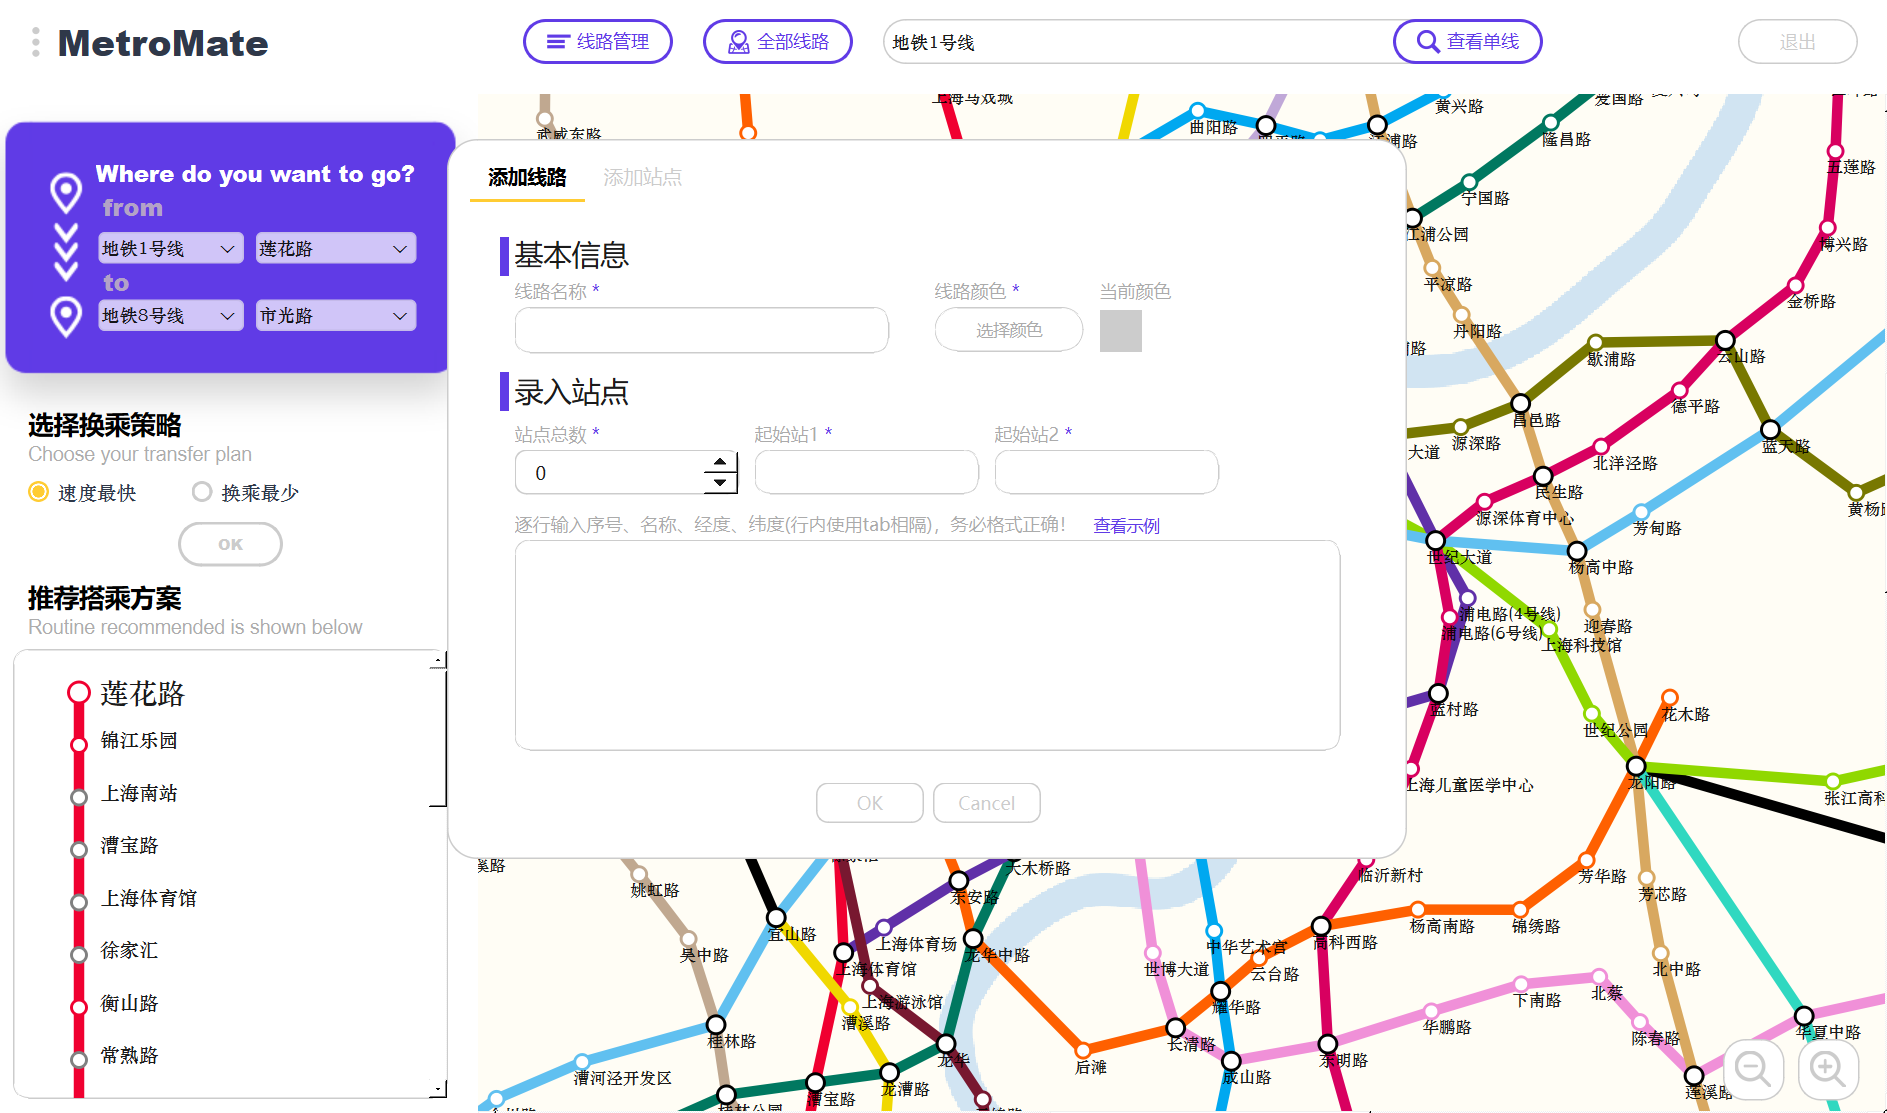 MetroMate
线路管理
全部线路
地铁1号线
查看单线
退出
Where do you want to go?
from
地铁1号线
莲花路
to
地铁8号线
市光路
选择换乘策略
Choose your transfer plan
速度最快
换乘最少
OK
推荐搭乘方案
Routine recommended is shown below
莲花路
锦江乐园
上海南站
漕宝路
上海体育馆
徐家汇
衡山路
常熟路
添加线路
添加站点
基本信息
线路名称 *
线路颜色 *
当前颜色
选择颜色
录入站点
站点总数 *
起始站1 *
起始站2 *
0
逐行输入序号、名称、经度、纬度(行内使用tab相隔)，务必格式正确！
查看示例
OK
Cancel
上海马戏城
武威东路
曲阳路
黄兴路
爱国路
隆昌路
五莲路
宁国路
江浦公园
博兴路
平凉路
金桥路
丹阳路
歇浦路
云山路
德平路
昌邑路
源深路
大道
蓝天路
北洋泾路
民生路
黄杨路
源深体育中心
芳甸路
世纪大道
杨高中路
浦电路(4号线)
浦电路(6号线)
迎春路
上海科技馆
蓝村路
花木路
世纪公园
龙阳路
上海儿童医学中心
张江高科
大木桥路
临沂新村
芳华路
姚虹路
东安路
芳芯路
宜山路
上海体育场
龙华中路
中华艺术宫
高科西路
杨高南路
锦绣路
吴中路
上海体育馆
世博大道
云台路
北中路
上海游泳馆
耀华路
下南路
北蔡
漕溪路
华鹏路
桂林路
龙华
长清路
东明路
陈春路
华夏中路
后滩
漕河泾开发区
龙漕路
成山路
莲溪路
漕宝路
桂林公园